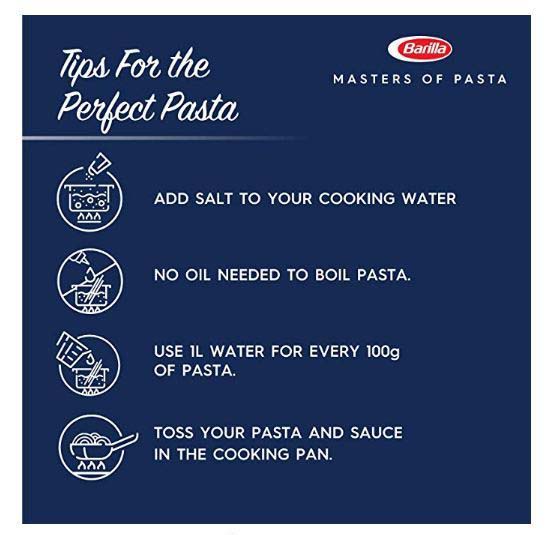 Tips For the
Perfect Pasta
Barilla
MASTERS OF PASTA
ADD SALT TO YOUR COOKING WATER
NO OIL NEEDED TO BOIL PASTA.
USE 1L WATER FOR EVERY 100g
OF PASTA.
TOSS YOUR PASTA AND SAUCE
IN THE COOKING PAN.